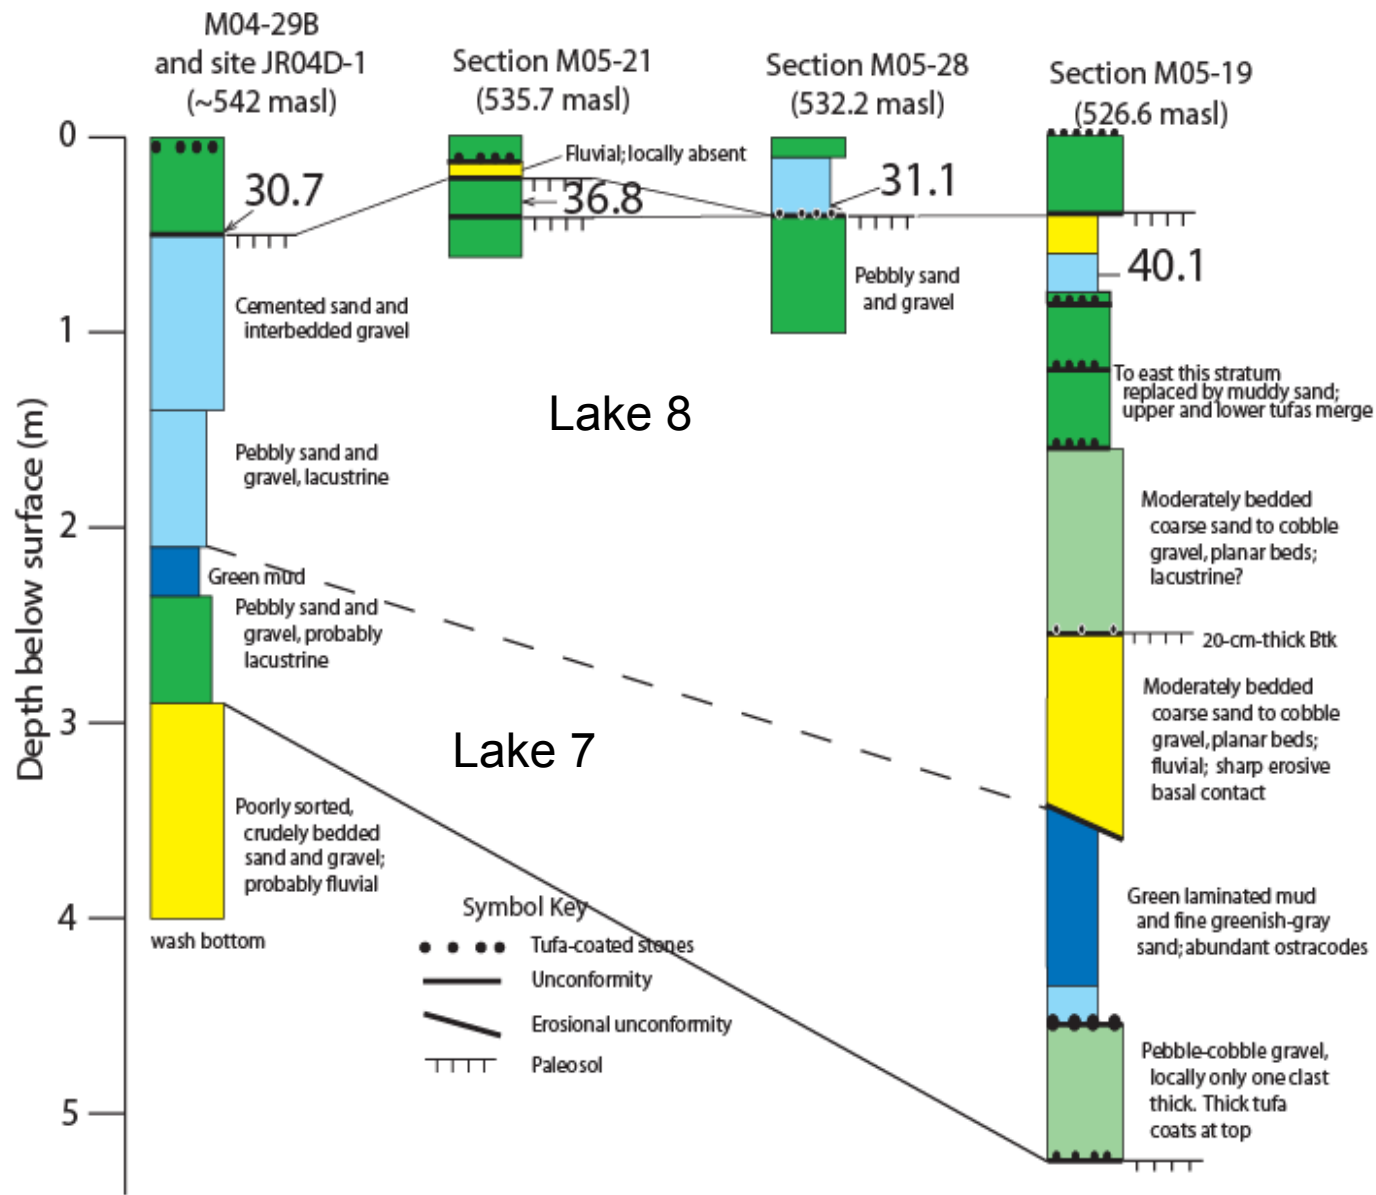 M04-29B
and site JR04D-1
(~542 masl)
Section M05-21
(535.7 masl)
Section M05-28
(532.2 masl)
Section M05-19
(526.6 masl)
Depth below surface (m)
0
1
2
3
4
5
30.7
Cemented sand and
interbedded gravel
Pebbly sand and
gravel, lacustrine
Green mud
Pebbly sand and
gravel, probably
lacustrine
Poorly sorted,
crudely bedded
sand and gravel;
probably fluvial
wash bottom
Fluvial; locally absent
36.8
31.1
Pebbly sand
and gravel
40.1
To east this stratum
replaced by muddy sand;
upper and lower tufas merge
Moderately bedded
coarse sand to cobble
gravel, planar beds;
lacustrine?
20-cm-thick Btk
Moderately bedded
coarse sand to cobble
gravel, planar beds;
fluvial; sharp erosive
basal contact
Green laminated mud
and fine greenish-gray
sand; abundant ostracodes
Pebble-cobble gravel,
locally only one clast
thick. Thick tufa
coats at top
Lake 8
Lake 7
Symbol Key
Tufa-coated stones
Unconformity
Erosional unconformity
Paleosol